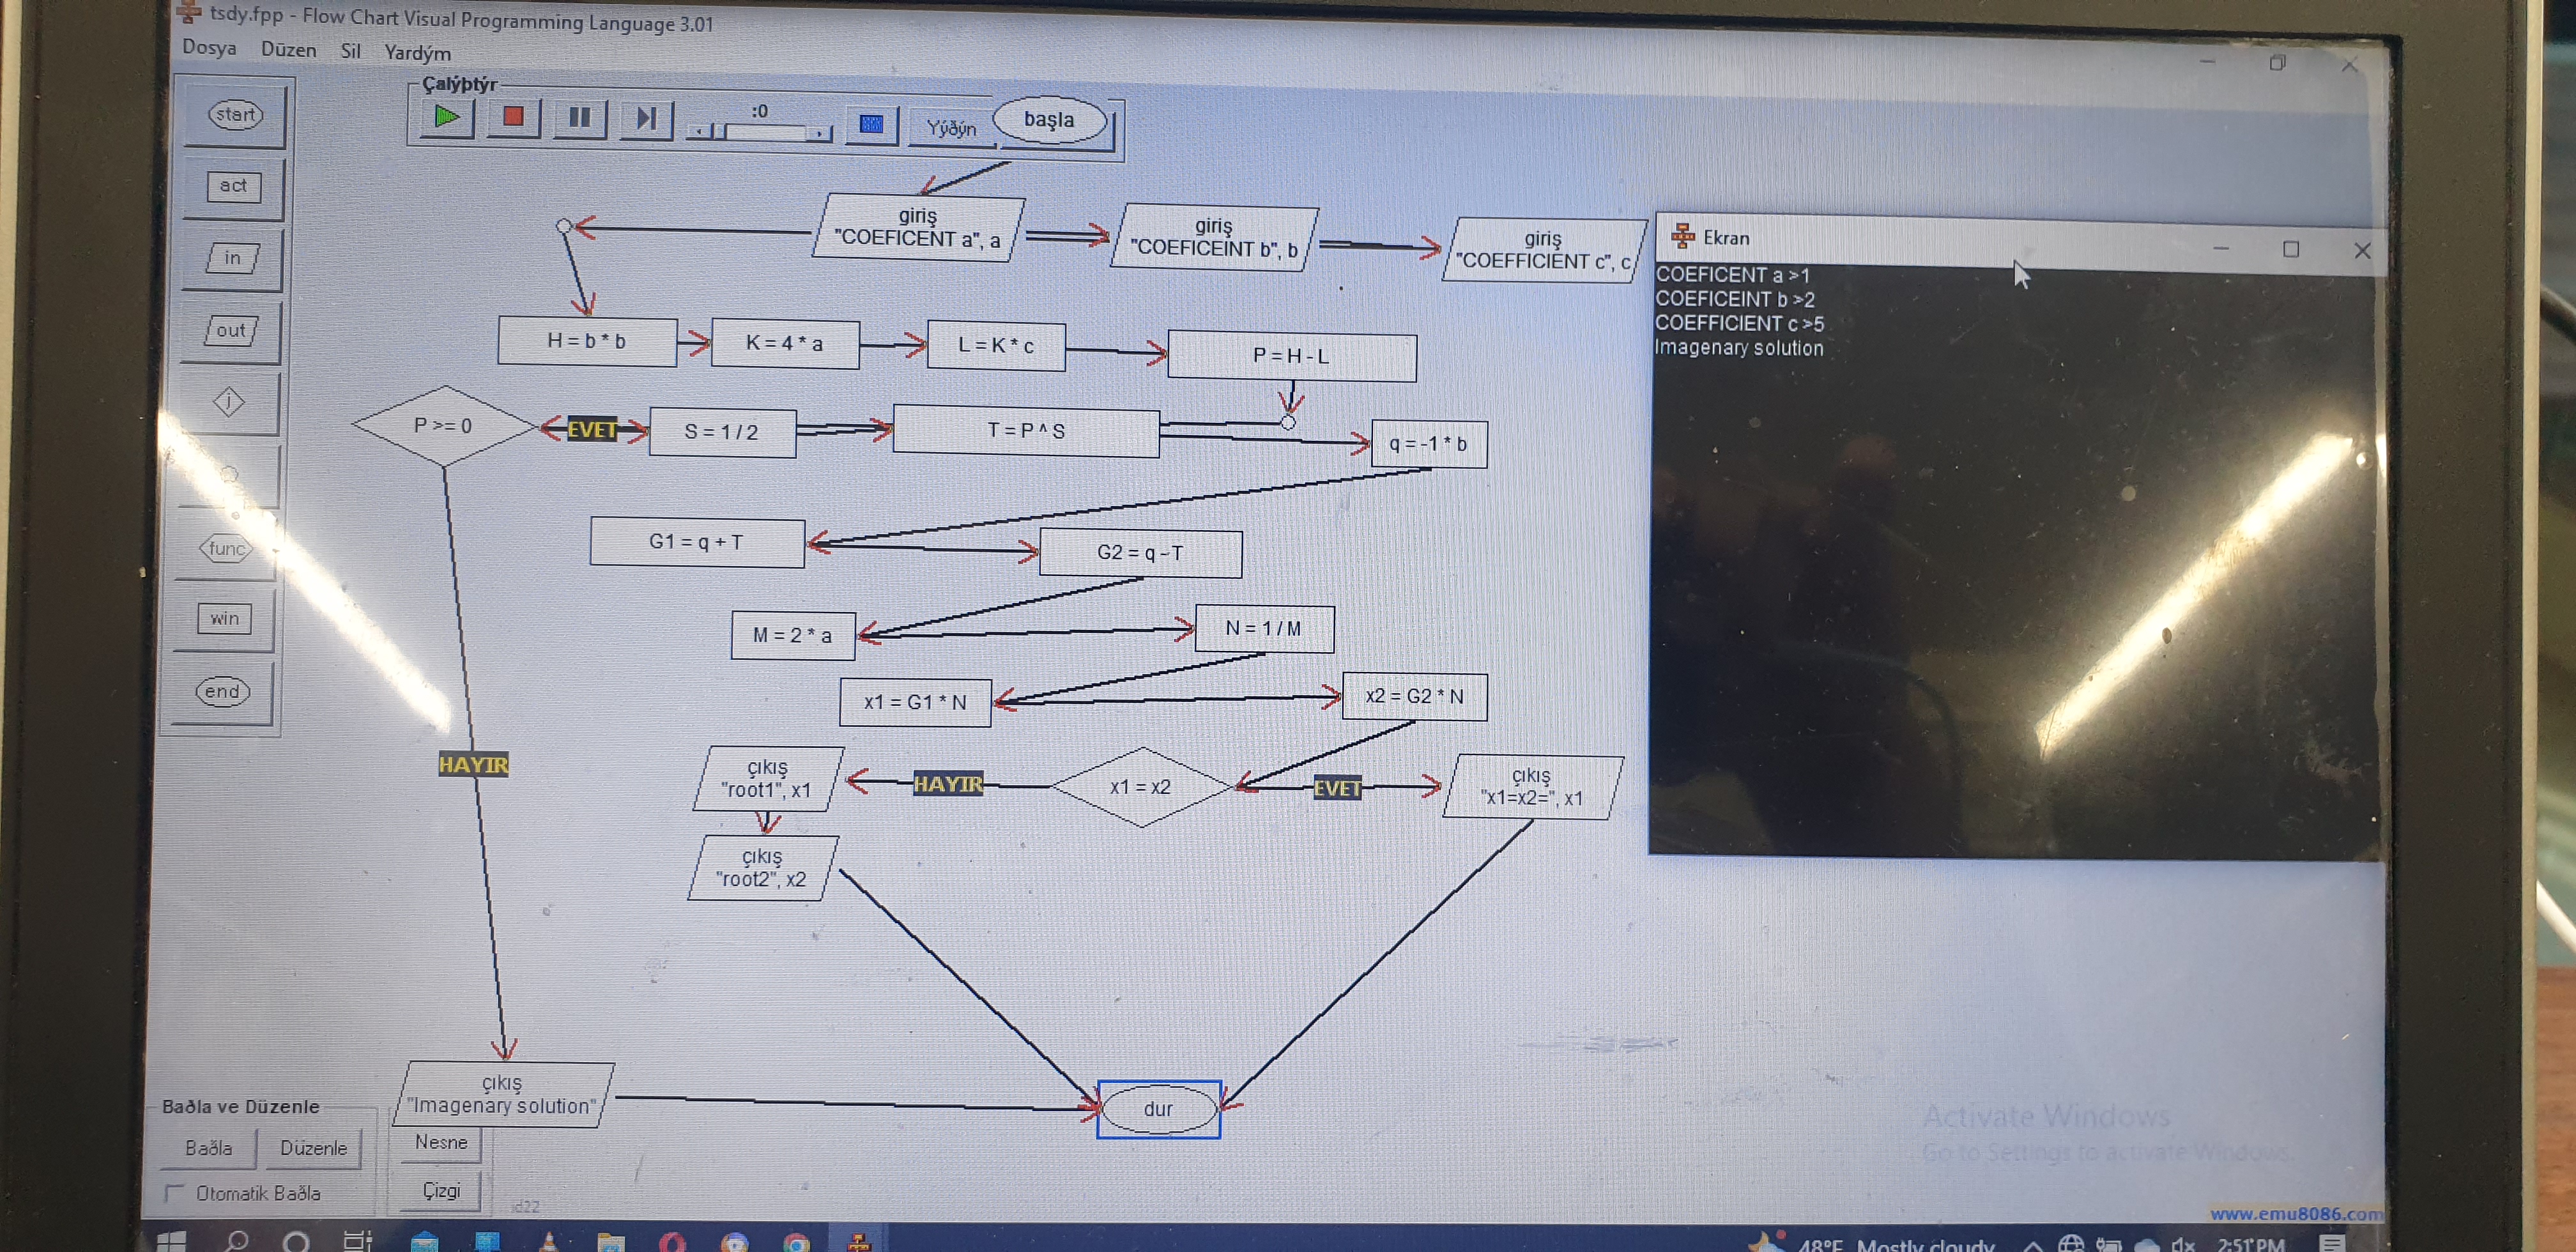 tsdy.fpp - Flow Chart Visual Programming Language 3.01
Dosya Düzen Sil Yardým
Çalýþtýr
:0
Yýðýn
başla
start
act
in
out
j
func
win
end
giriş
"COEFICENT a", a
giriş
"COEFICEINT b", b
giriş
"COEFFICIENT c", c
H = b * b
K = 4 * a
L = K * c
P = H - L
P >= 0
EVET
S = 1 / 2
T = P ^ S
q = -1 * b
G1 = q + T
G2 = q - T
M = 2 * a
N = 1 / M
x1 = G1 * N
x2 = G2 * N
HAYIR
çıkış
"root1", x1
HAYIR
x1 = x2
EVET
çıkış
"x1=x2=", x1
çıkış
"root2", x2
çıkış
"Imagenary solution"
dur
Ekran
COEFICENT a >1
COEFICEINT b >2
COEFFICIENT c >5
Imagenary solution
Baðla ve Düzenle
Baðla
Düzenle
Otomatik Baðla
Nesne
Çizgi
id22
Activate Windows
Go to Settings to activate Windows.
www.emu8086.com
48°F Mostly cloudy
2:51 PM